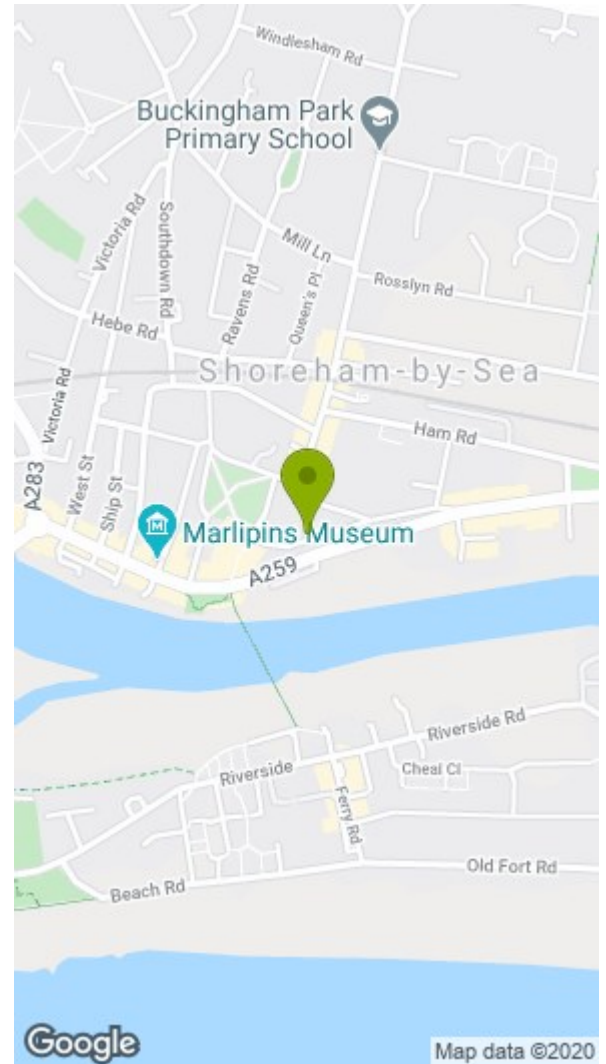 Windlesham Rd
Buckingham Park
Primary School
Victoria Rd
Southdown Rd
Mill Ln
Ravens Rd
Queen's Pl
Rosslyn Rd
Hebe Rd
Shoreham-by-Sea
Victoria Rd
Ham Rd
A283
West St
Ship St
M
Marlipins Museum
A259
Riverside Rd
Riverside
Cheal Cl
Ferry Rd
Old Fort Rd
Beach Rd
Google
Map data ©2020